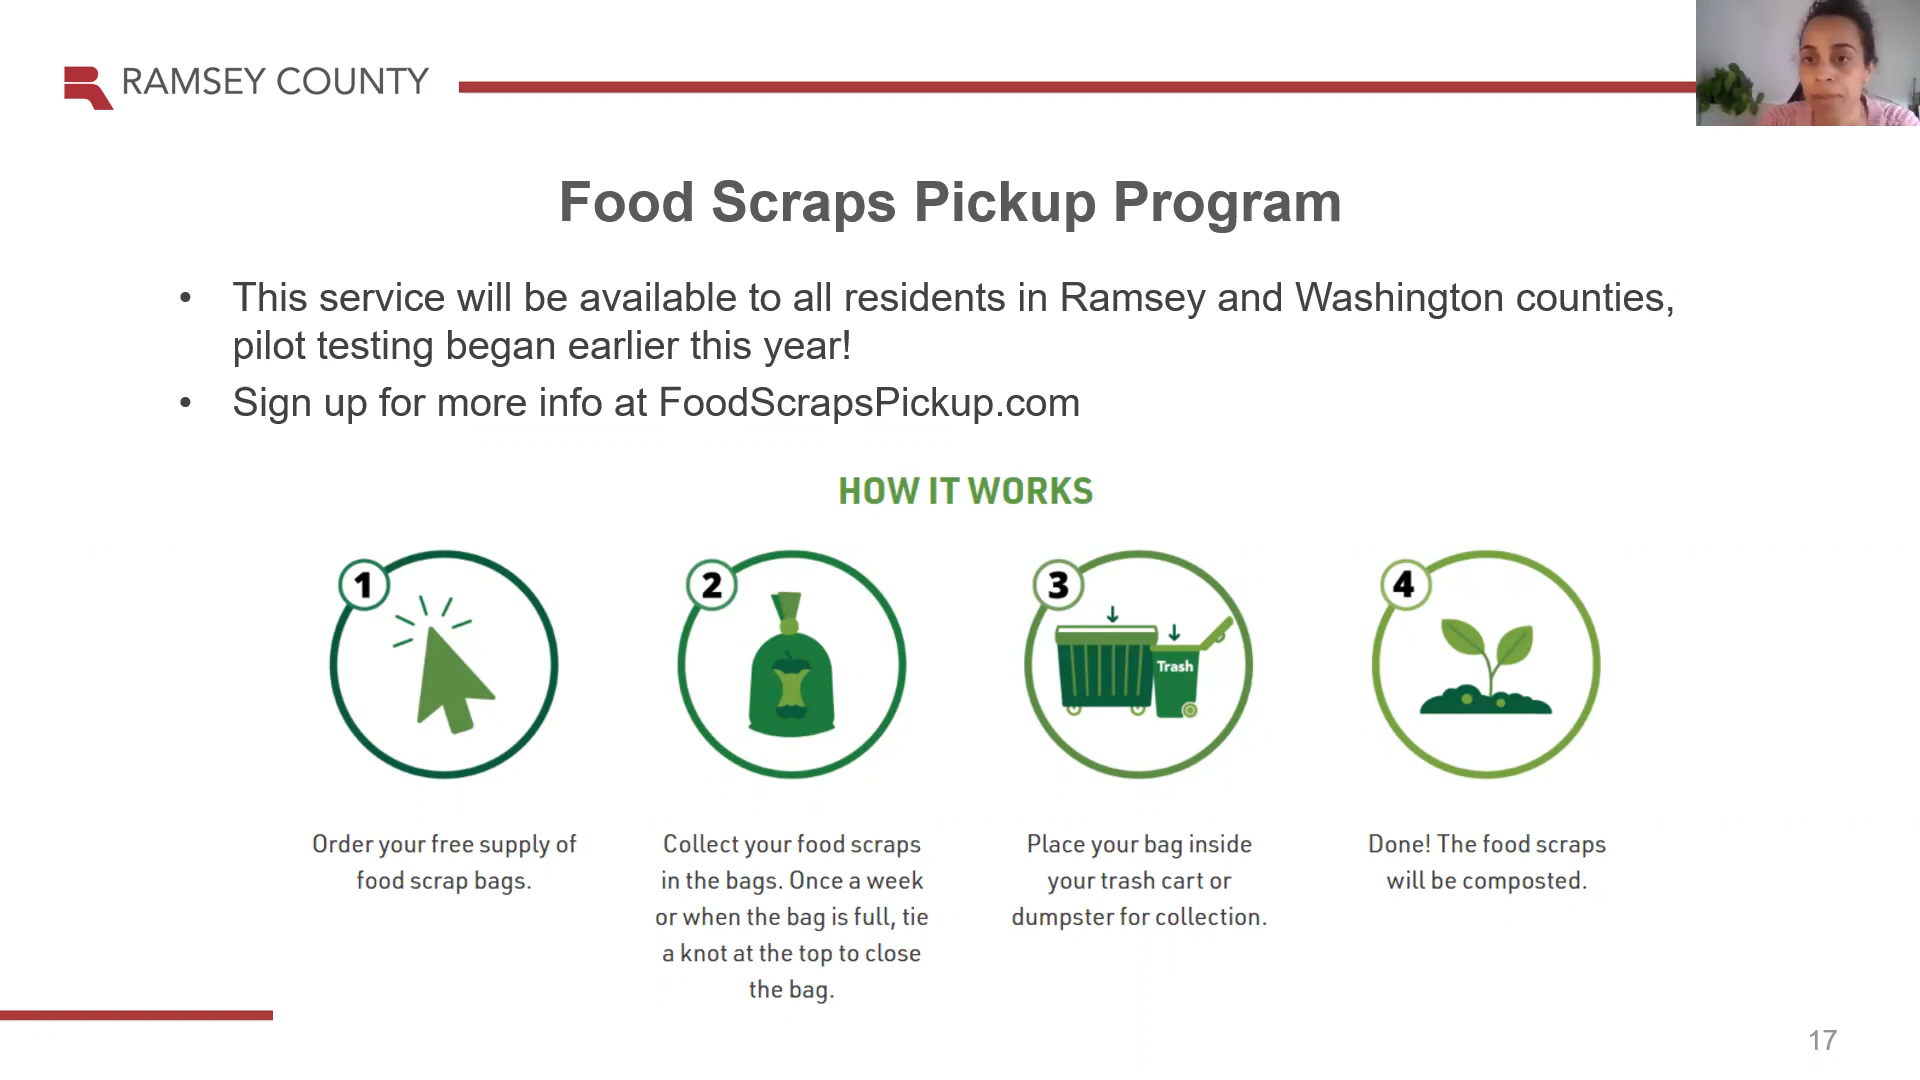 RAMSEY COUNTY
Food Scraps Pickup Program
• This service will be available to all residents in Ramsey and Washington counties,
pilot testing began earlier this year!
• Sign up for more info at FoodScrapsPickup.com
HOW IT WORKS
1
Order your free supply of
food scrap bags.
2
Collect your food scraps
in the bags. Once a week
or when the bag is full, tie
a knot at the top to close
the bag.
3
Trash
Place your bag inside
your trash cart or
dumpster for collection.
4
Done! The food scraps
will be composted.
17